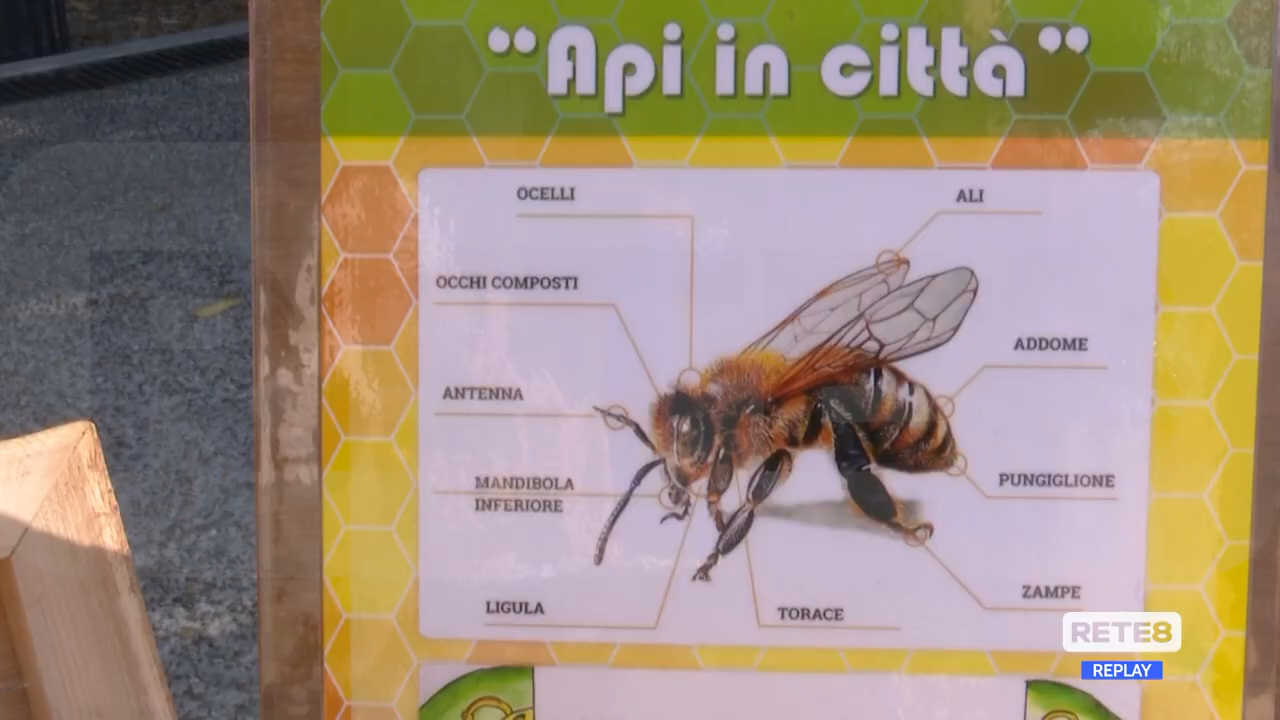 “Api in città”
OCELLI
ALI
OCCHI COMPOSTI
ADDOME
ANTENNA
MANDIBOLA
INFERIORE
PUNGIGLIONE
ZAMPE
LIGULA
TORACE
RETE8
REPLAY